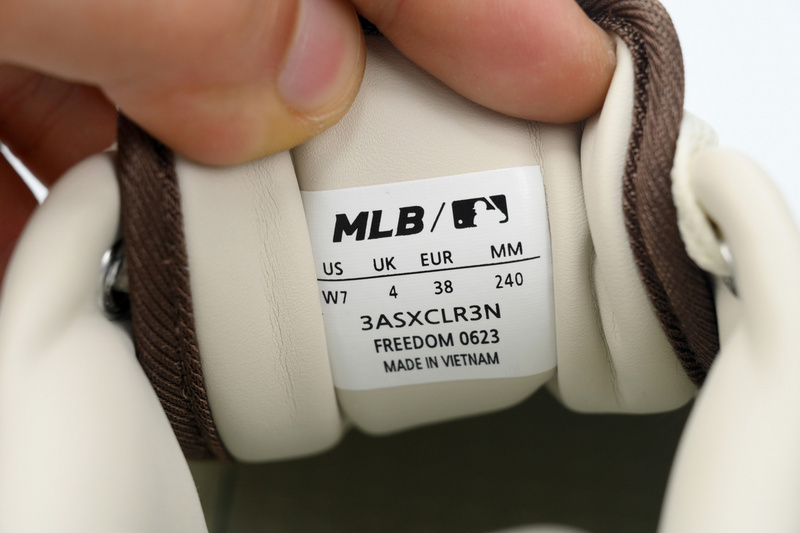 MLB/
US UK EUR MM
W7 4 38 240
3ASXCLR3N
FREEDOM 0623
MADE IN VIETNAM